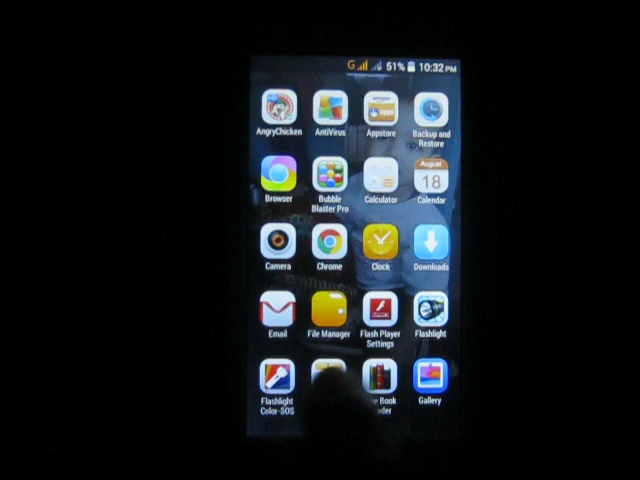 G 51% 10:32 PM
AngryChicken AntiVirus Appstore Backup and
Restore
Browser Bubble Calculator Calendar
Blaster Pro
August
18
Camera Chrome Clock Downloads
Email File Manager Flash Player Flashlight
Settings
Flashlight Book Gallery
Color-SOS